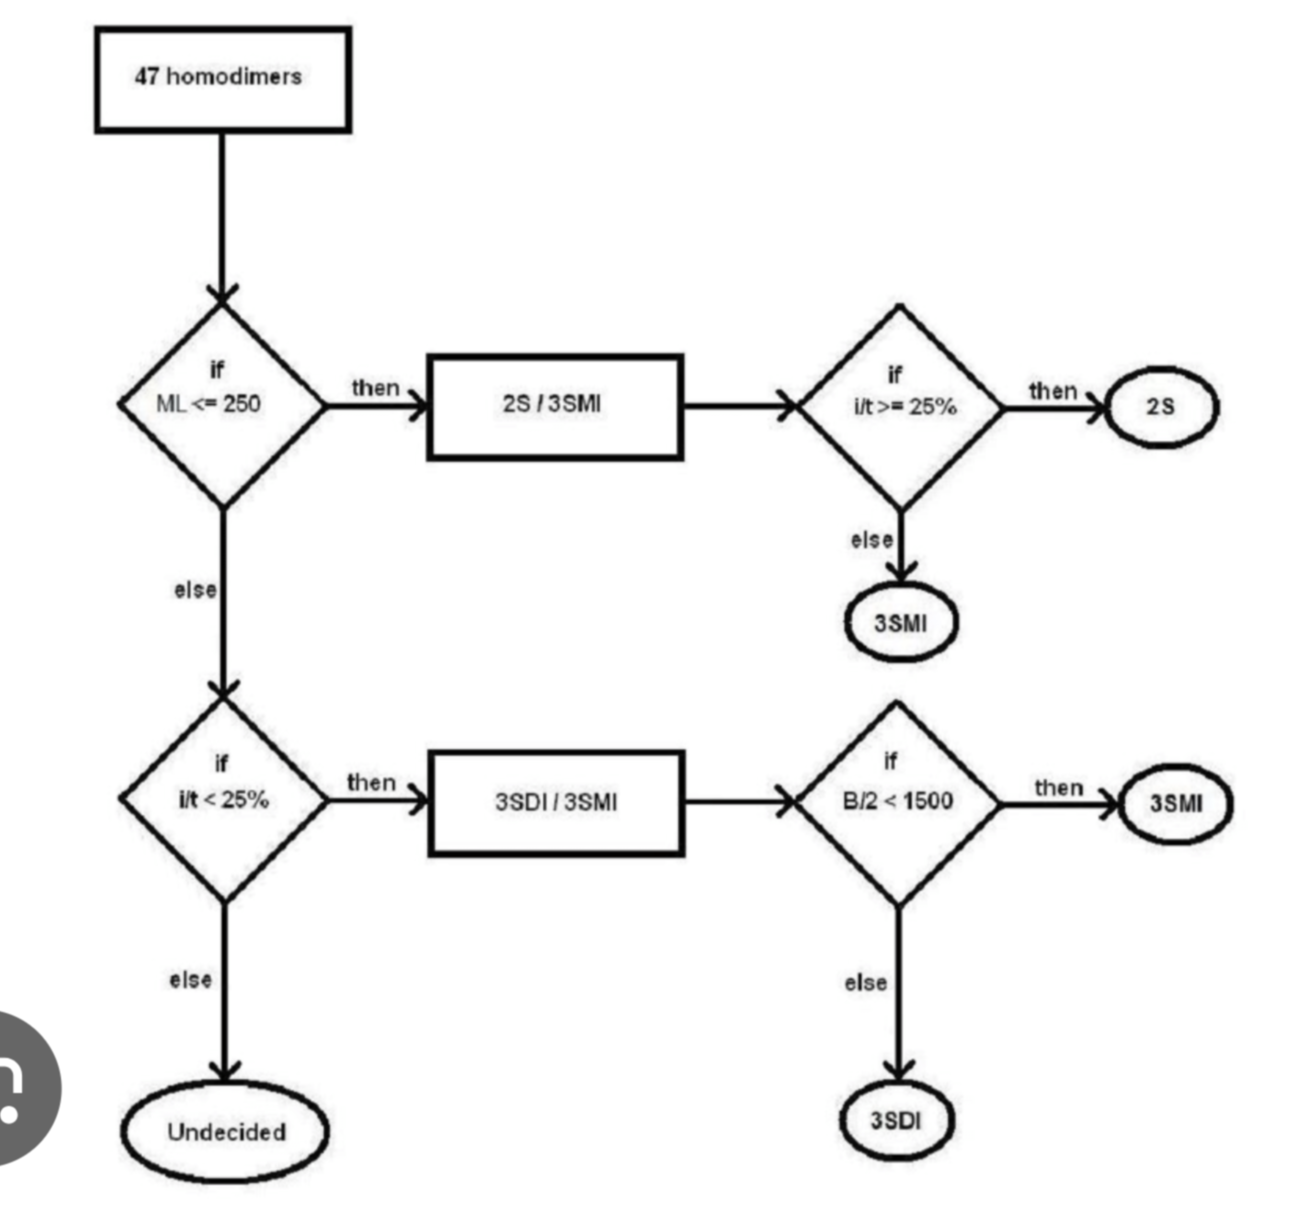 47 homodimers
if
ML <= 250
then
2S / 3SMI
if
i/t >= 25%
then
2S
else
3SMI
else
if
i/t < 25%
then
3SDI / 3SMI
if
B/2 < 1500
then
3SMI
else
3SDI
else
Undecided